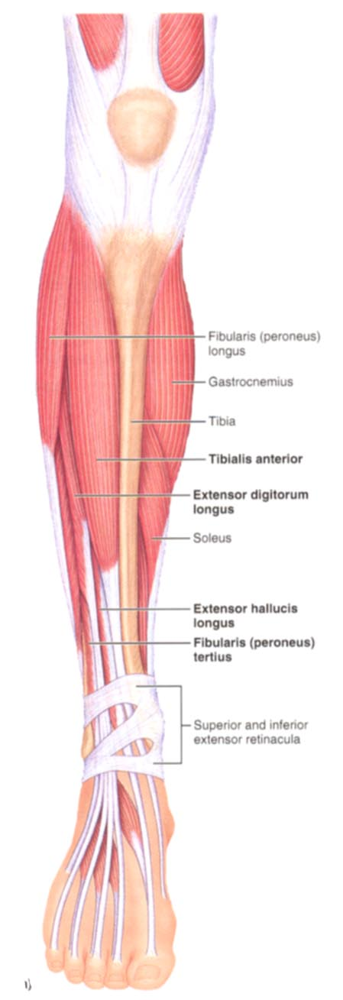 Fibularis (peroneus)
longus
Gastrocnemius
Tibia
Tibialis anterior
Extensor digitorum
longus
Soleus
Extensor hallucis
longus
Fibularis (peroneus)
tertius
Superior and inferior
extensor retinacula